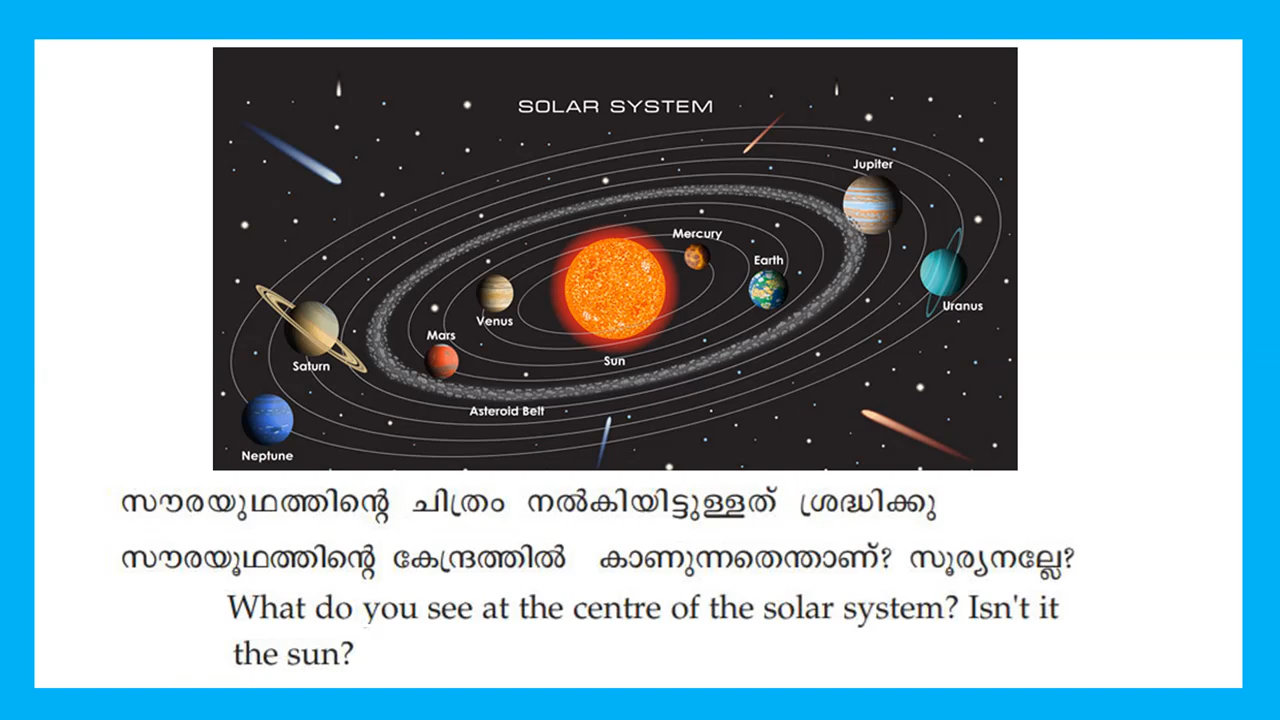 SOLAR SYSTEM
Jupiter
Mercury
Earth
Uranus
Venus
Mars
Sun
Saturn
Asteroid Belt
Neptune
സൗരയുഥത്തിന്റെ ചിത്രം നൽകിയിട്ടുള്ളത് ശ്രദ്ധിക്കു
സൗരയൂഥത്തിന്റെ കേന്ദ്രത്തിൽ കാണുന്നതെന്താണ്? സൂര്യനല്ലേ?
What do you see at the centre of the solar system? Isn't it
the sun?